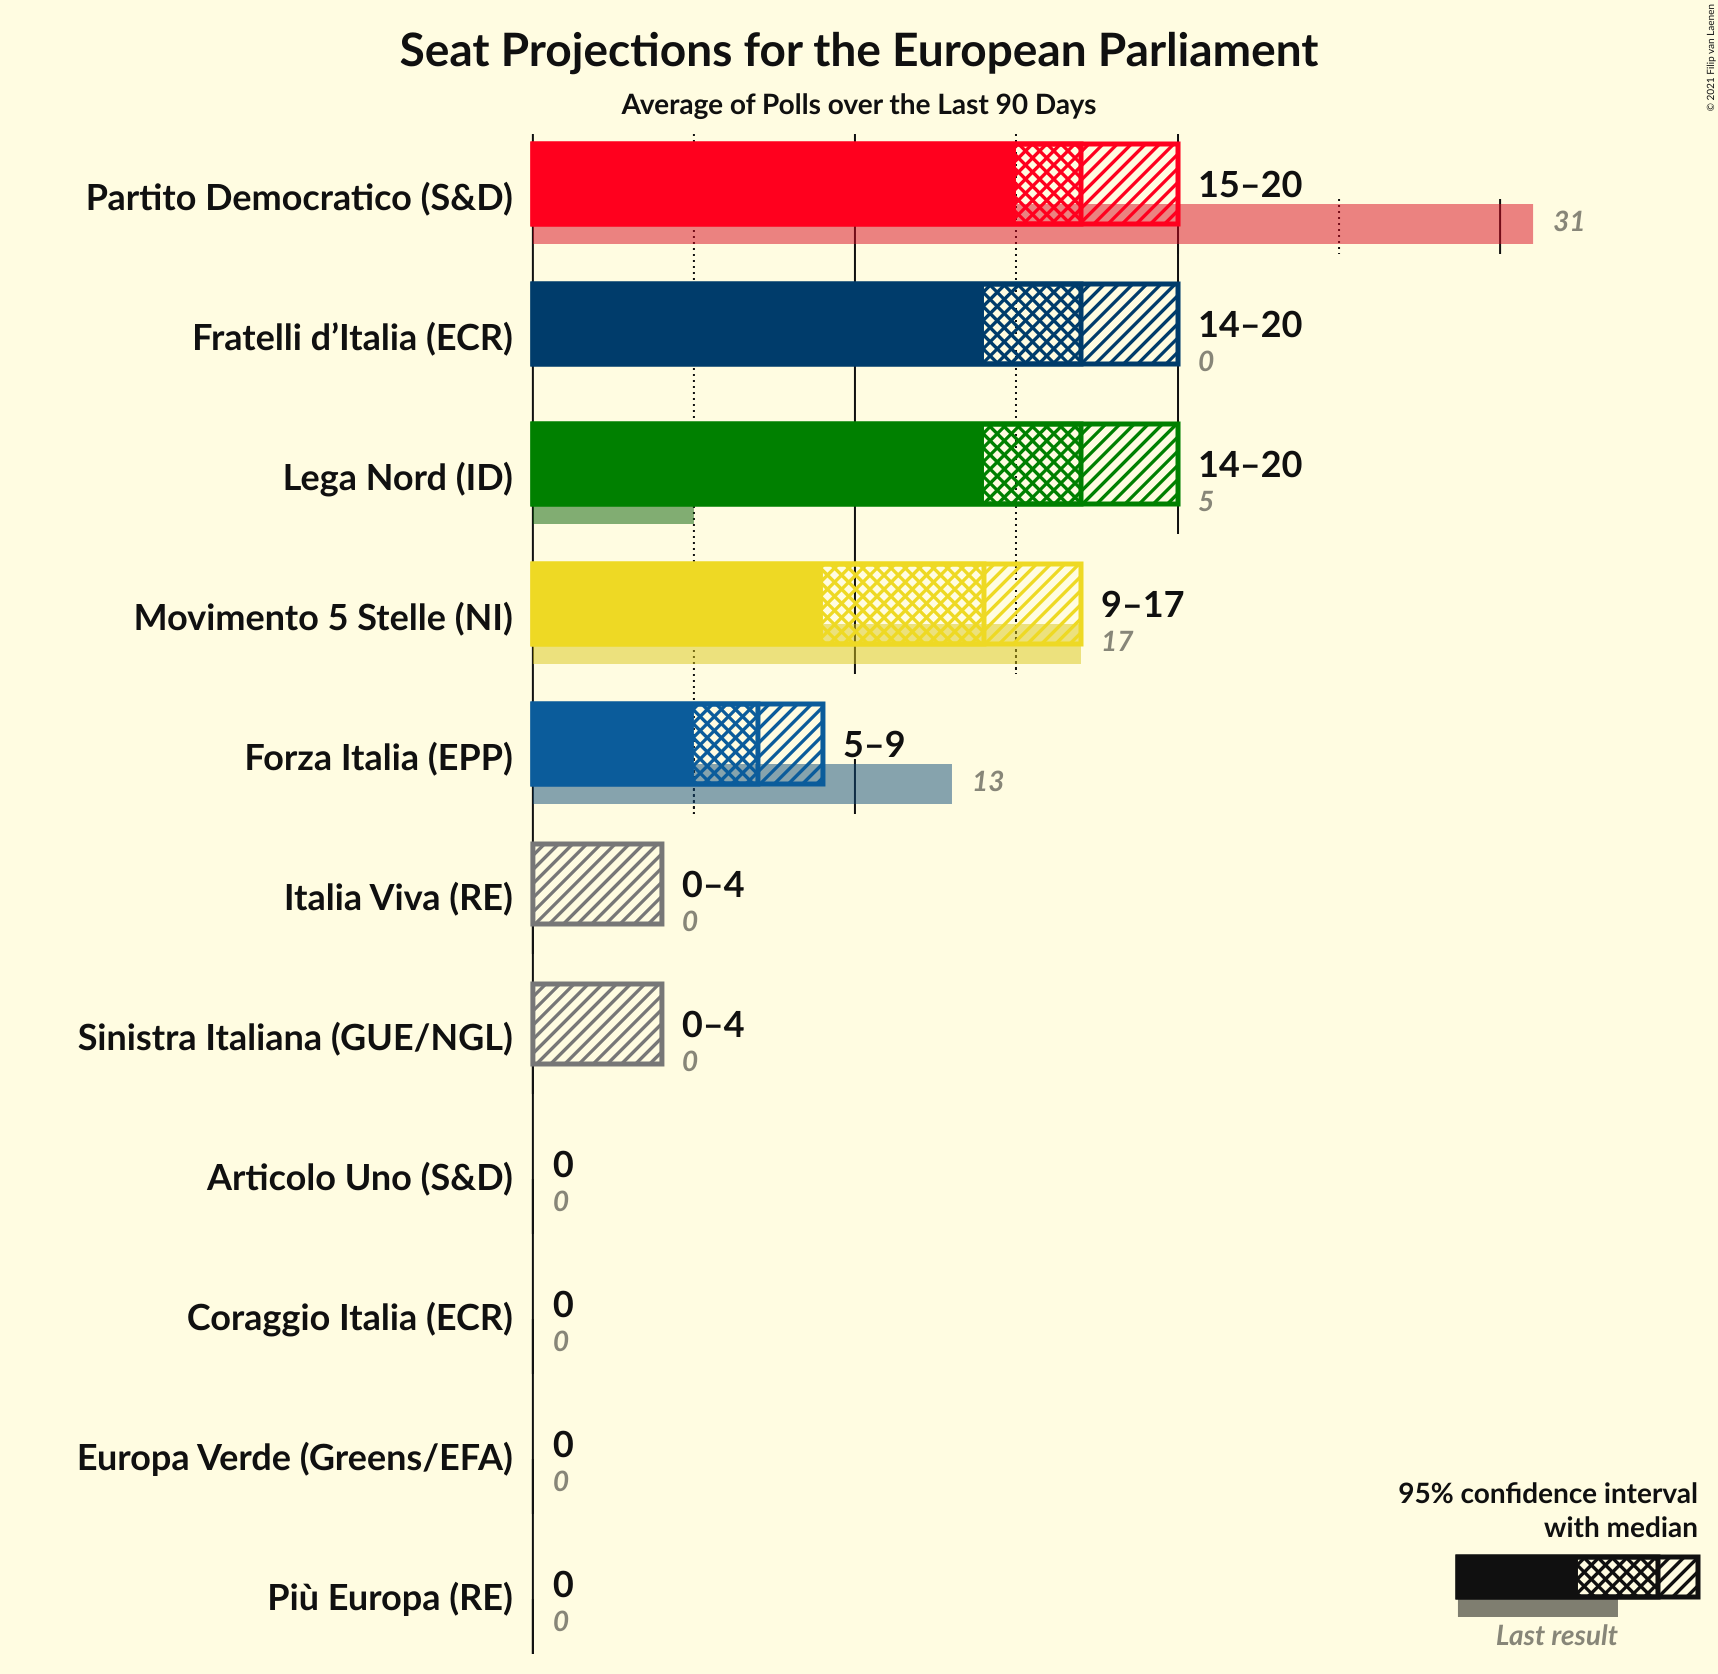 Seat Projections for the European Parliament
Average of Polls over the Last 90 Days
© 2021 Filip van Laenen
Partito Democratico (S&D)
15–20
31
Fratelli d’Italia (ECR)
14–20
0
Lega Nord (ID)
14–20
5
Movimento 5 Stelle (NI)
9–17
17
Forza Italia (EPP)
5–9
13
Italia Viva (RE)
0–4
0
Sinistra Italiana (GUE/NGL)
0–4
0
Articolo Uno (S&D)
0
0
Coraggio Italia (ECR)
0
0
Europa Verde (Greens/EFA)
0
0
Più Europa (RE)
0
0
95% confidence interval
with median
Last result